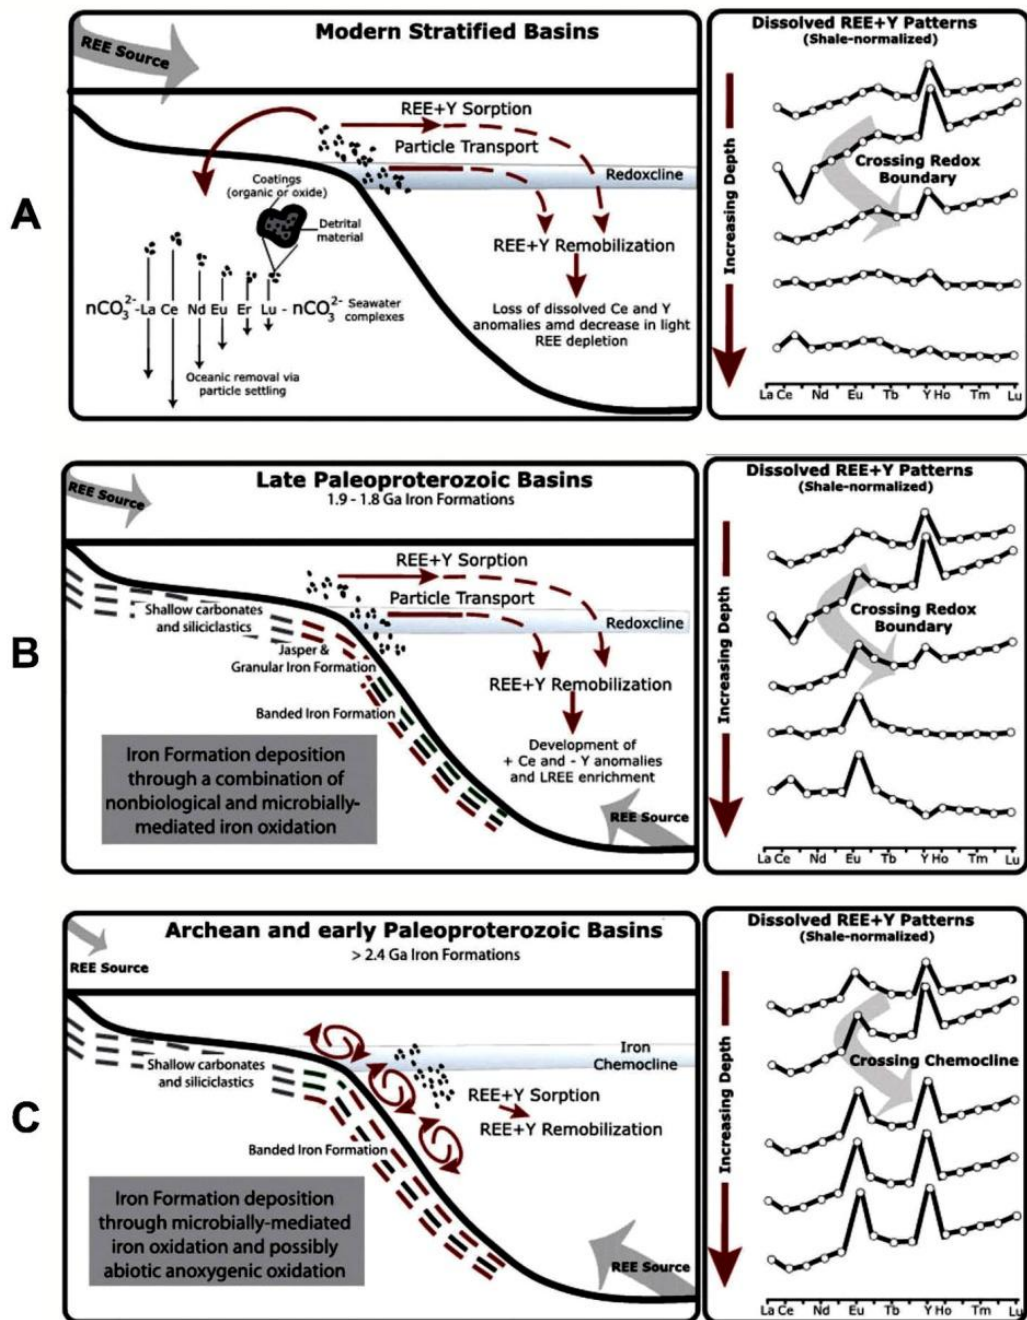 A
Modern Stratified Basins
REE Source
REE+Y Sorption
Particle Transport
Redoxcline
Coatings
(organic or oxide)
Detrital
material
REE+Y Remobilization
nCO₃²⁻-La Ce Nd Eu Er Lu - nCO₃²⁻ Seawater
complexes
Loss of dissolved Ce and Y
anomalies amd decrease in light
REE depletion
Oceanic removal via
particle settling
Dissolved REE+Y Patterns
(Shale-normalized)
Increasing Depth
Crossing Redox
Boundary
La Ce Nd Eu Tb Y Ho Tm Lu
B
Late Paleoproterozoic Basins
1.9 - 1.8 Ga Iron Formations
REE Source
REE+Y Sorption
Particle Transport
Redoxcline
Shallow carbonates
and siliciclastics
Jasper &
Granular Iron Formation
Banded Iron Formation
REE+Y Remobilization
Development of
+ Ce and - Y anomalies
and LREE enrichment
Iron Formation deposition
through a combination of
nonbiological and microbially-
mediated iron oxidation
REE Source
Dissolved REE+Y Patterns
(Shale-normalized)
Increasing Depth
Crossing Redox
Boundary
La Ce Nd Eu Tb Y Ho Tm Lu
C
Archean and early Paleoproterozoic Basins
> 2.4 Ga Iron Formations
REE Source
Iron
Chemocline
Shallow carbonates
and siliciclastics
REE+Y Sorption
REE+Y Remobilization
Banded Iron Formation
Iron Formation deposition
through microbially-mediated
iron oxidation and possibly
abiotic anoxygenic oxidation
REE Source
Dissolved REE+Y Patterns
(Shale-normalized)
Increasing Depth
Crossing Chemocline
La Ce Nd Eu Tb Y Ho Tm Lu